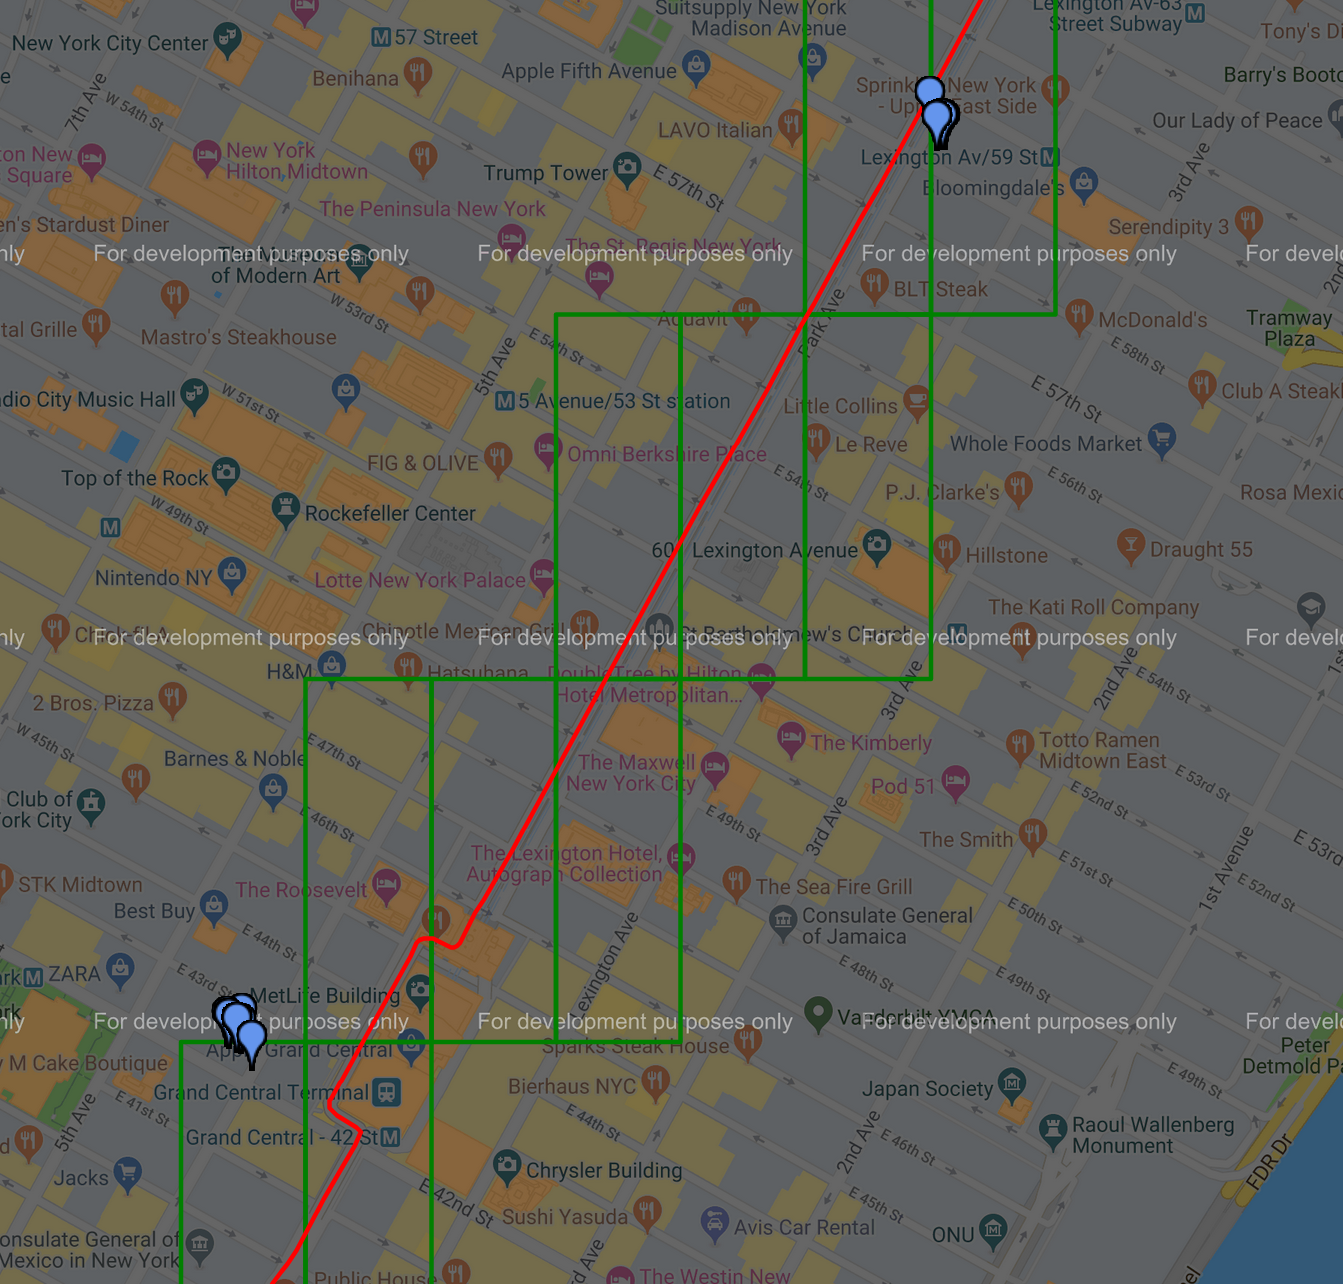 Suitsupply New York
Madison Avenue
Lexington Av-63
Street Subway
New York City Center
57 Street
Tony's Di
Benihana
Apple Fifth Avenue
Barry's Bootc
7th Ave
W 54th St
East Side
Our Lady of Peace
LAVO Italian
Lexington Av/59 St
New York
Hilton Midtown
ton New
Square
Trump Tower
E 57th St
Bloomingdale's
3rd Ave
The Peninsula New York
en's Stardust Diner
Serendipity 3
The St. Regis New York
For development purposes only
For development purposes only
For development purposes only
of Modern Art
2nd
BLT Steak
W 53rd St
tal Grille
Mastro's Steakhouse
Aquavit
Park Ave
McDonald's
Tramway
Plaza
E 54th St
5th Ave
E 58th St
E 57th St
Club A Steak
dio City Music Hall
W 51st St
5 Avenue/53 St station
Little Collins
Le Reve
Whole Foods Market
FIG & OLIVE
Omni Berkshire Place
Top of the Rock
E 54th St
P.J. Clarke's
E 56th St
Rosa Mexic
W 49th St
Rockefeller Center
60
Lexington Avenue
Hillstone
Draught 55
Nintendo NY
Lotte New York Palace
The Kati Roll Company
Chipotle Mexican Grill
St Bartholomew's Church
For development purposes only
For development purposes only
For development purposes only
H&M
Hatsuhana
DoubleTree by Hilton
Hotel Metropolitan...
3rd Ave
2nd Ave
E 54th St
2 Bros. Pizza
W 45th St
E 47th St
The Kimberly
Totto Ramen
Midtown East
Barnes & Noble
The Maxwell
New York City
Pod 51
E 53rd St
E 52nd St
Club of
ork City
E 46th St
E 49th St
3rd Ave
The Smith
E 53rd
E 51st St
1st Avenue
The Lexington Hotel,
Autograph Collection
STK Midtown
The Roosevelt
The Sea Fire Grill
E 52nd St
Best Buy
Consulate General
of Jamaica
E 50th St
E 44th St
Lexington Ave
E 48th St
E 49th St
ZARA
E 43rd St
MetLife Building
Vanderbilt YMCA
For development purposes only
For development purposes only
For development purposes only
Grand Central
Sparks Steak House
Peter
Detmold Pa
M Cake Boutique
Grand Central Terminal
Bierhaus NYC
Japan Society
E 49th St
E 41st St
5th Ave
E 44th St
Grand Central - 42 St
2nd Ave
E 46th St
Raoul Wallenberg
Monument
FDR Dr
Jacks
Chrysler Building
E 42nd St
E 45th St
Sushi Yasuda
Avis Car Rental
ONU
onsulate General of
Mexico in New York
Public House
The Westin New